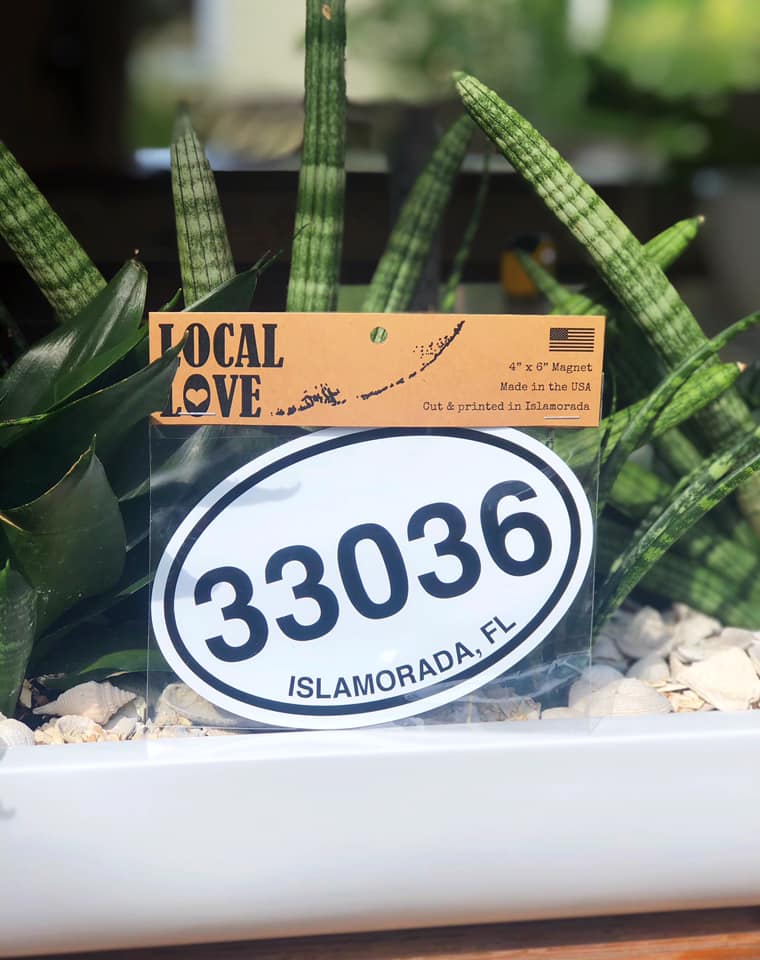 LOCAL
LOVE
4" x 6" Magnet
Made in the USA
Cut & printed in Islamorada
33036
ISLAMORADA, FL